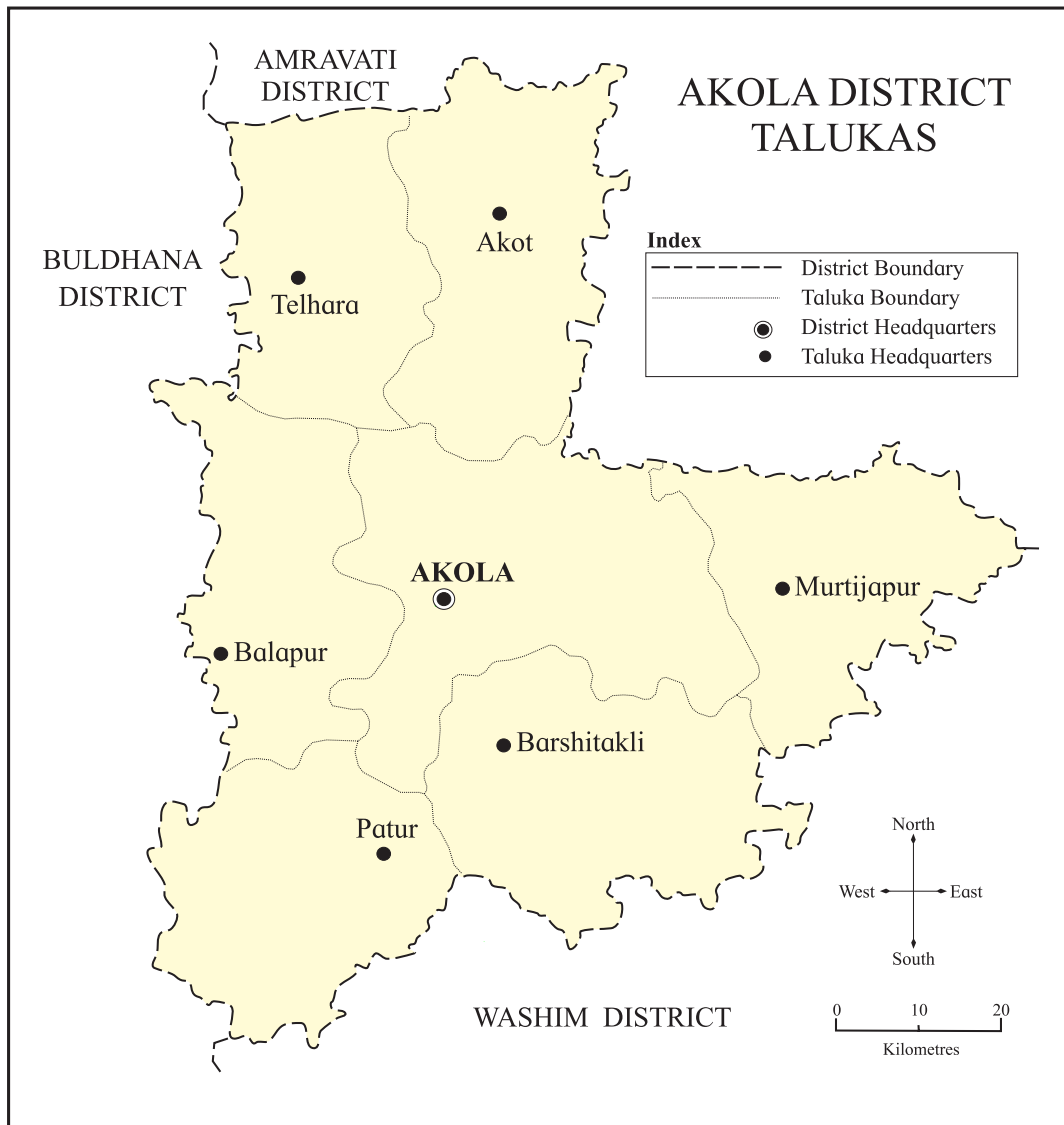 AMRAVATI
DISTRICT
AKOLA DISTRICT
TALUKAS
BULDHANA
DISTRICT
Akot
Telhara
Index
District Boundary
Taluka Boundary
District Headquarters
Taluka Headquarters
AKOLA
Murtijapur
Balapur
Barshitakli
Patur
North
West
East
South
WASHIM DISTRICT
0 10 20
Kilometres